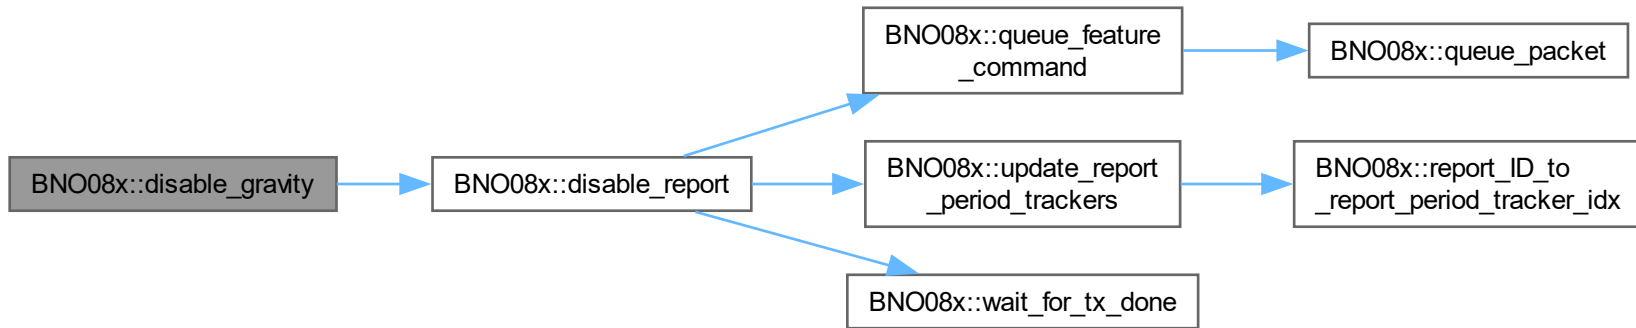 BNO08x::disable_gravity
BNO08x::disable_report
BNO08x::queue_feature
_command
BNO08x::queue_packet
BNO08x::update_report
_period_trackers
BNO08x::report_ID_to
_report_period_tracker_idx
BNO08x::wait_for_tx_done